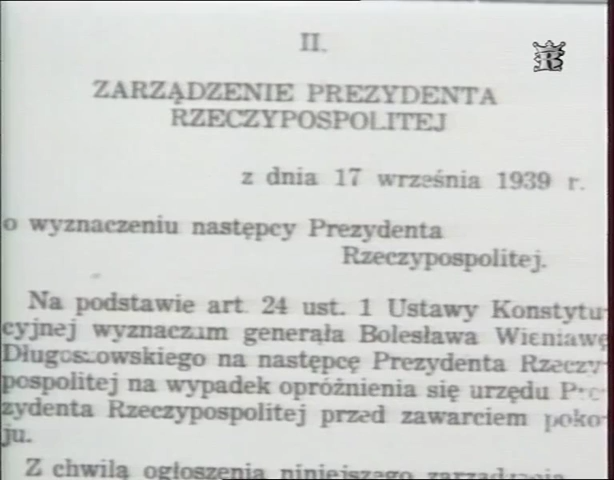 II.
R
ZARZĄDZENIE PREZYDENTA
RZECZYPOSPOLITEJ
z dnia 17 września 1939 r.
o wyznaczeniu następcy Prezydenta
Rzeczypospolitej.
Na podstawie art. 24 ust. 1 Ustawy Konstytu-
cyjnej wyznaczam generała Bolesława Wieniawę
Długoszowskiego na następcę Prezydenta Rzeczy-
pospolitej na wypadek opróżnienia się urzędu Pre-
zydenta Rzeczypospolitej przed zawarciem poko-
ju.
Z chwilą ogłoszenia niniejszego zarządzenia